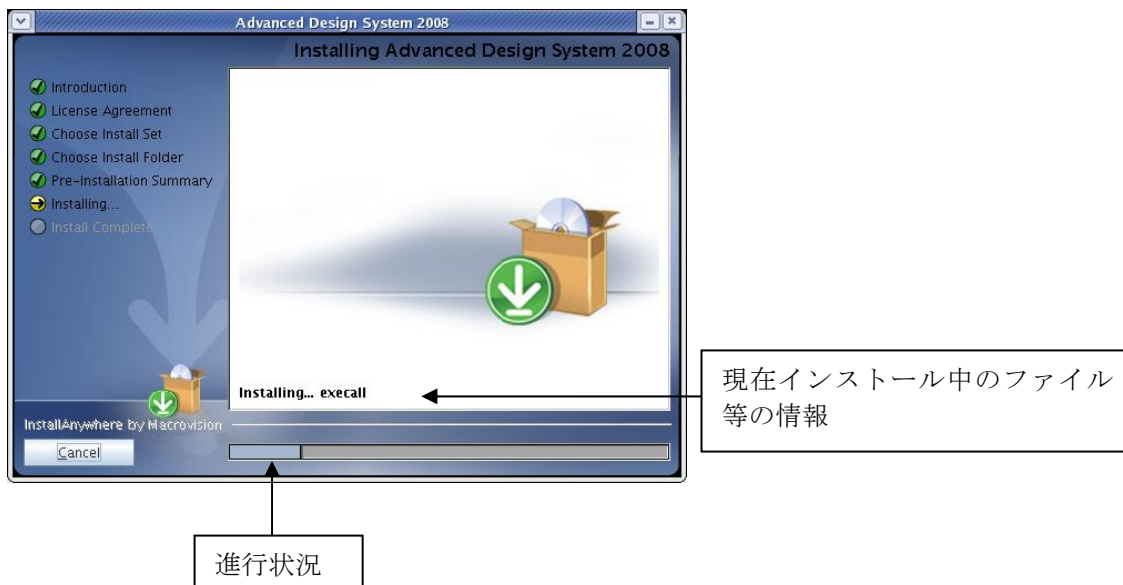 Advanced Design System 2008
Installing Advanced Design System 2008
Introduction
License Agreement
Choose Install Set
Choose Install Folder
Pre-Installation Summary
Installing...
Install Complete
Installing... execall
InstallAnywhere by Macrovision
Cancel
現在インストール中のファイル
等の情報
進行状況